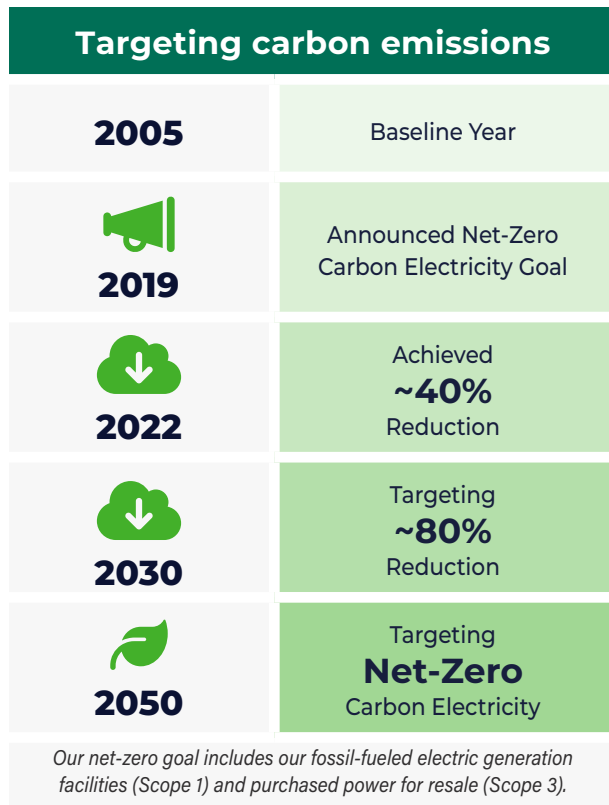 Targeting carbon emissions
2005
Baseline Year
2019
Announced Net-Zero
Carbon Electricity Goal
2022
Achieved
~40%
Reduction
2030
Targeting
~80%
Reduction
2050
Targeting
Net-Zero
Carbon Electricity
Our net-zero goal includes our fossil-fueled electric generation
facilities (Scope 1) and purchased power for resale (Scope 3).